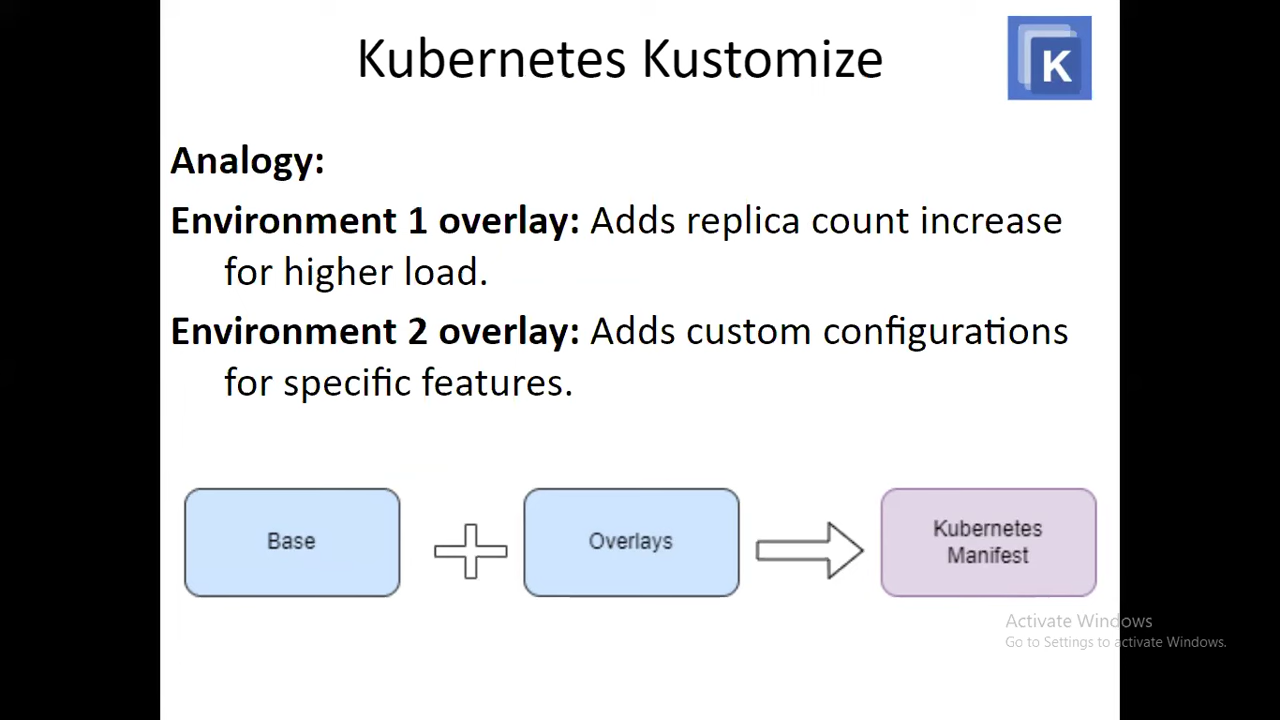 Kubernetes Kustomize
K
Analogy:
Environment 1 overlay: Adds replica count increase
for higher load.
Environment 2 overlay: Adds custom configurations
for specific features.
Base
Overlays
Kubernetes
Manifest
Activate Windows
Go to Settings to activate Windows.